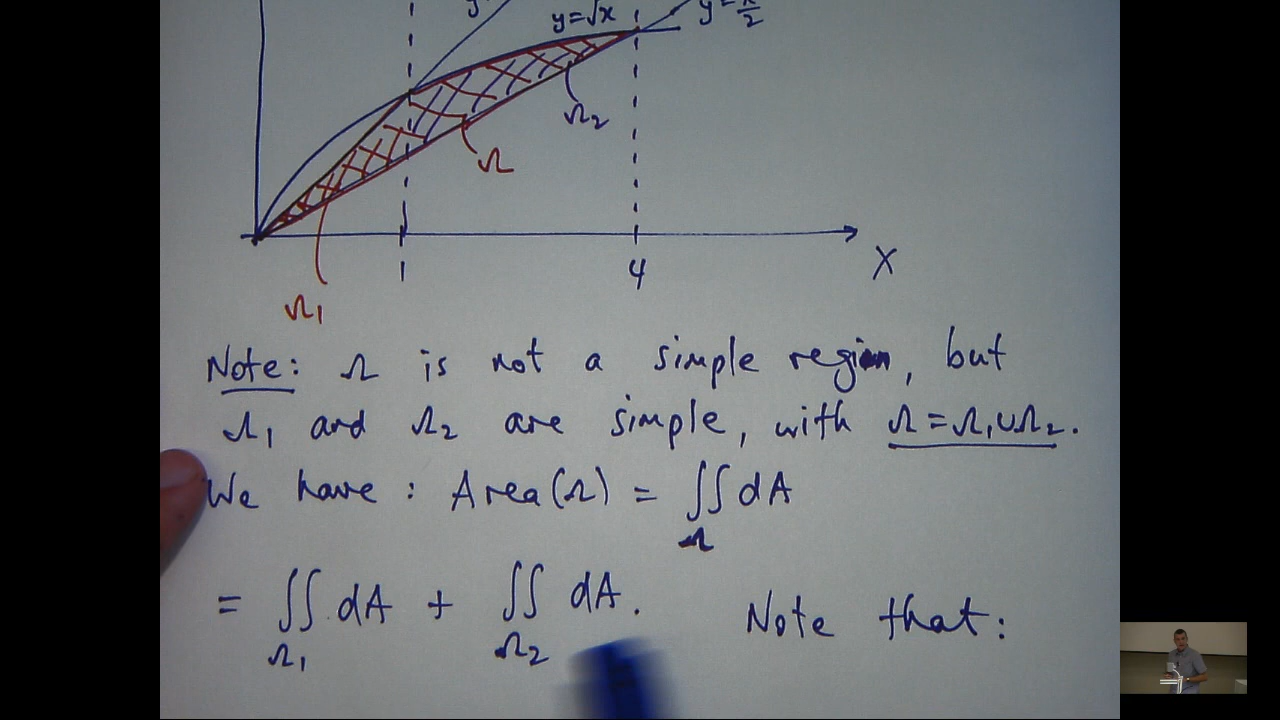 y=√x
y=x/2
Ω₂
Ω
1
4
X
Ω₁
Note: Ω is not a simple region, but
Ω₁ and Ω₂ are simple, with Ω=Ω₁∪Ω₂.
We have: Area(Ω) = ∬_Ω dA
= ∬_Ω₁ dA + ∬_Ω₂ dA. Note that: